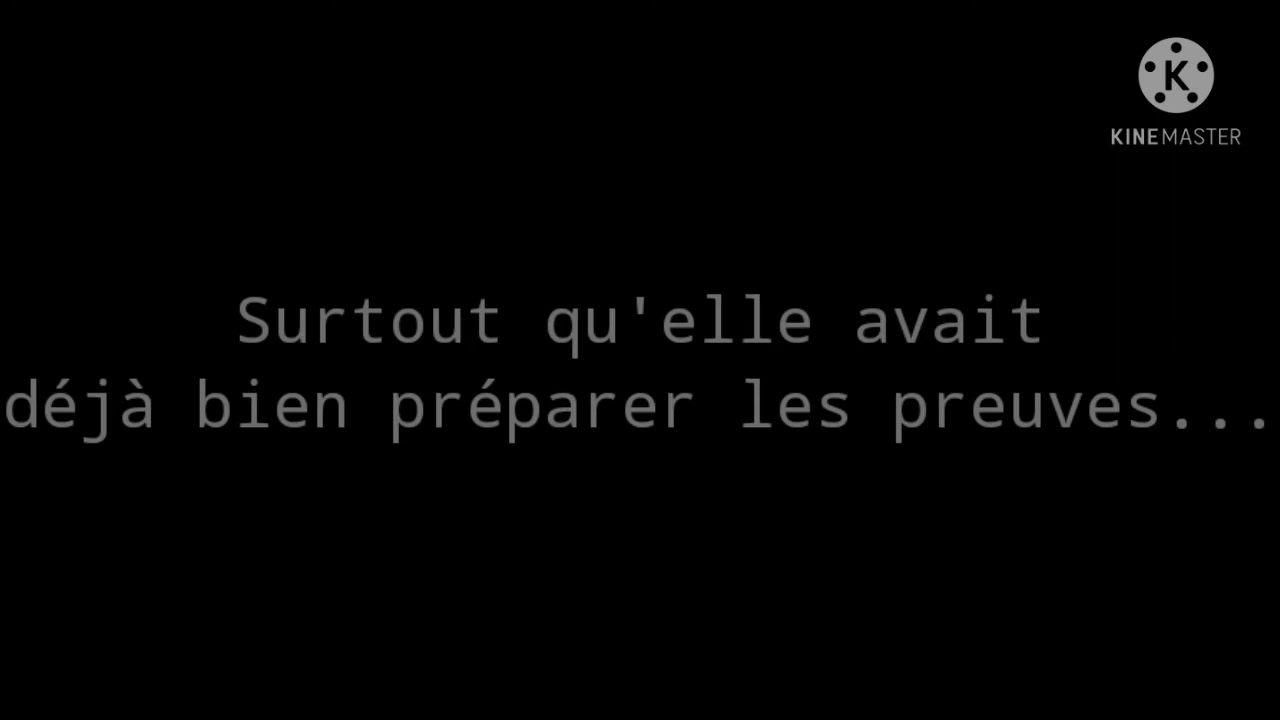 KINEMASTER
Surtout qu'elle avait
déjà bien préparer les preuves...